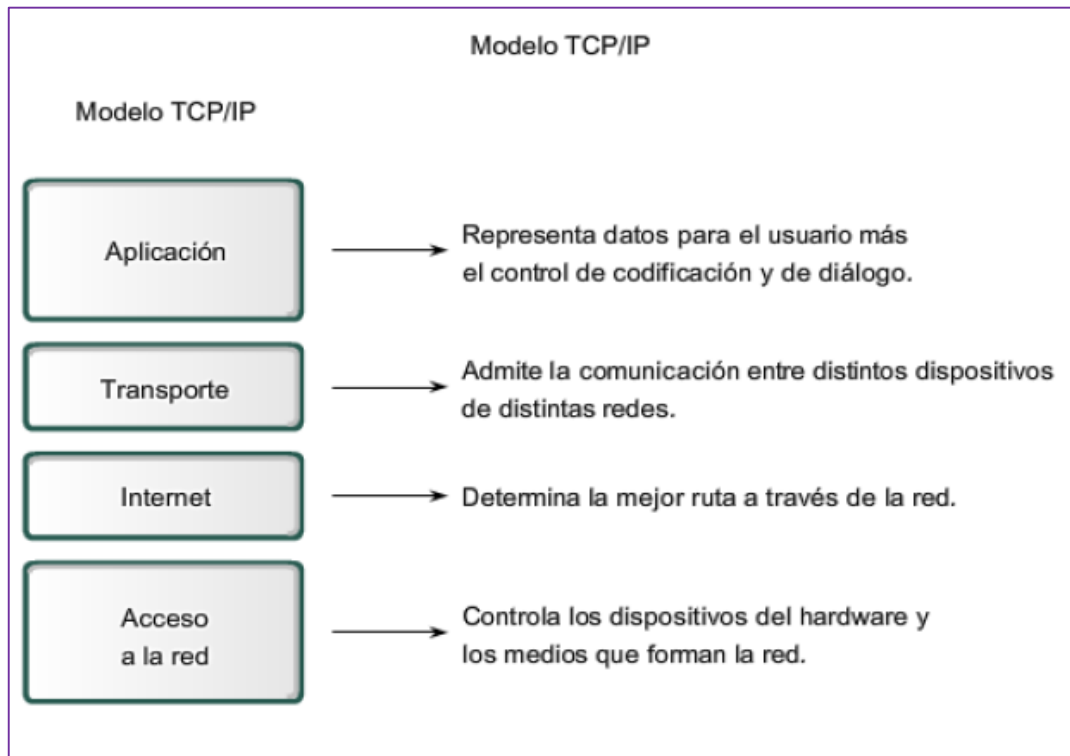 Modelo TCP/IP
Modelo TCP/IP
Aplicación
Representa datos para el usuario más
el control de codificación y de diálogo.
Transporte
Admite la comunicación entre distintos dispositivos
de distintas redes.
Internet
Determina la mejor ruta a través de la red.
Acceso
a la red
Controla los dispositivos del hardware y
los medios que forman la red.